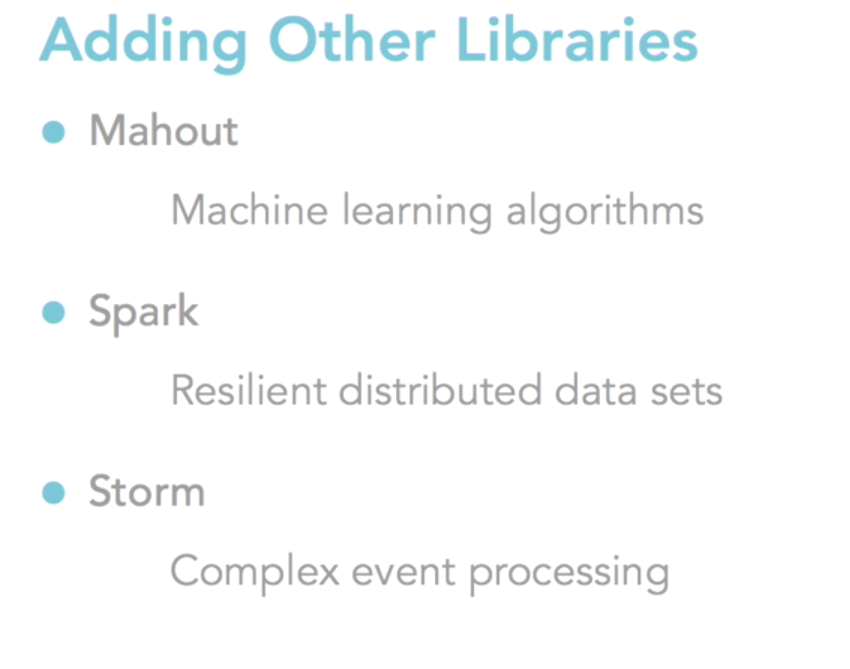 Adding Other Libraries
● Mahout
Machine learning algorithms
● Spark
Resilient distributed data sets
● Storm
Complex event processing